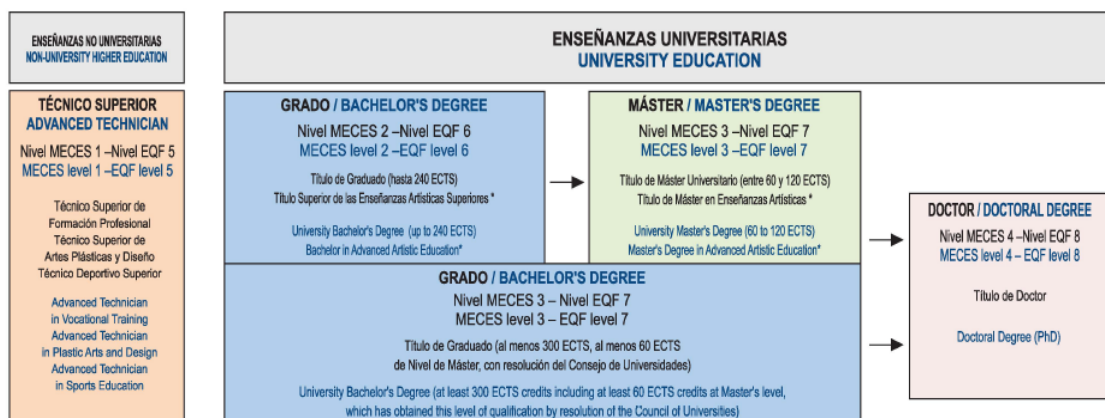 ENSEÑANZAS NO UNIVERSITARIAS
NON-UNIVERSITY HIGHER EDUCATION
TÉCNICO SUPERIOR
ADVANCED TECHNICIAN
Nivel MECES 1 –Nivel EQF 5
MECES level 1 –EQF level 5
Técnico Superior de
Formación Profesional
Técnico Superior de
Artes Plásticas y Diseño
Técnico Deportivo Superior
Advanced Technician
in Vocational Training
Advanced Technician
in Plastic Arts and Design
Advanced Technician
in Sports Education
ENSEÑANZAS UNIVERSITARIAS
UNIVERSITY EDUCATION
GRADO / BACHELOR'S DEGREE
Nivel MECES 2 –Nivel EQF 6
MECES level 2 –EQF level 6
Título de Graduado (hasta 240 ECTS)
Título Superior de las Enseñanzas Artísticas Superiores *
University Bachelor's Degree (up to 240 ECTS)
Bachelor in Advanced Artistic Education*
MÁSTER / MASTER'S DEGREE
Nivel MECES 3 –Nivel EQF 7
MECES level 3 –EQF level 7
Título de Máster Universitario (entre 60 y 120 ECTS)
Título de Máster en Enseñanzas Artísticas *
University Master's Degree (60 to 120 ECTS)
Master's Degree in Advanced Artistic Education*
GRADO / BACHELOR'S DEGREE
Nivel MECES 3 – Nivel EQF 7
MECES level 3 – EQF level 7
Título de Graduado (al menos 300 ECTS, al menos 60 ECTS
de Nivel de Máster, con resolución del Consejo de Universidades)
University Bachelor's Degree (at least 300 ECTS credits including at least 60 ECTS credits at Master's level,
which has obtained this level of qualification by resolution of the Council of Universities)
DOCTOR / DOCTORAL DEGREE
Nivel MECES 4 –Nivel EQF 8
MECES level 4 – EQF level 8
Título de Doctor
Doctoral Degree (PhD)